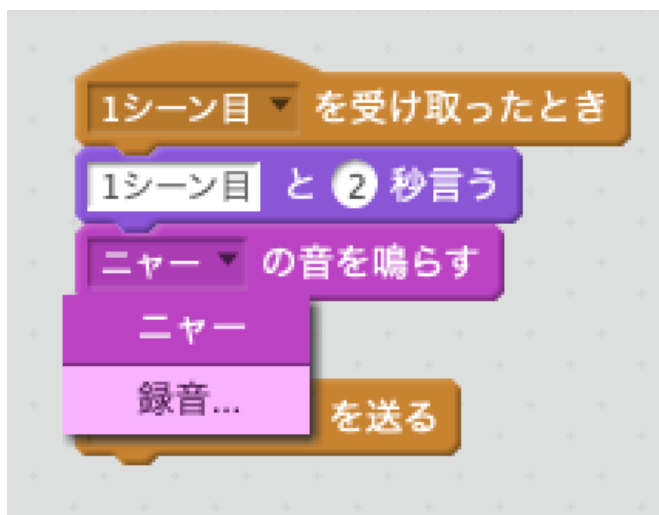 1シーン目 を受け取ったとき
1シーン目 と 2 秒言う
ニャー の音を鳴らす
ニャー
録音...
を送る